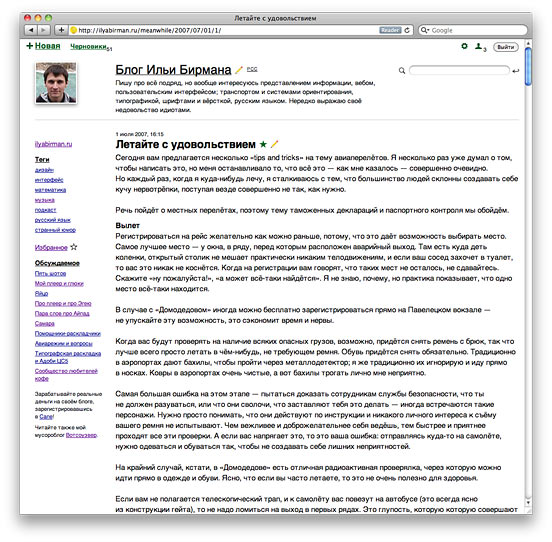 Летайте с удовольствием
http://ilyabirman.ru/meanwhile/2007/07/01/1/
Reader
Google
+ Новая
Черновики 51
3
Выйти
Блог Ильи Бирмана
РСС
Пишу про всё подряд, но вообще интересуюсь представлением информации, вебом,
пользовательским интерфейсом; транспортом и системами ориентирования,
типографикой, шрифтами и вёрсткой, русским языком. Нередко выражаю своё
недовольство идиотами.
ilyabirman.ru
Теги
дизайн
интерфейс
математика
музыка
подкаст
русский язык
странный юмор
Избранное ☆
Обсуждаемое
Пять шотов
Мой плеер и глюки
Яйцо
Про плеер и про Эгею
Пара слов про Айпад
Самара
Помощники раскладчики
Авиарежим и вопросы
Типографская раскладка
и Адоби ЦС5
Сообщество любителей
кофе
Зарабатывайте реальные
деньги на своём блоге,
зарегистрировавшись
в Сапе!
Читайте также мой
мусороблог Вотсоузвер.
1 июля 2007, 16:15
Летайте с удовольствием ★
Сегодня вам предлагается несколько «tips and tricks» на тему авиаперелётов. Я несколько раз уже думал о том,
чтобы написать это, но меня останавливало то, что всё это — как мне казалось — совершенно очевидно.
Но каждый раз, когда я куда-нибудь лечу, я сталкиваюсь с тем, что большинство людей склонны создавать себе
кучу нервотрёпки, поступая везде совершенно не так, как нужно.
Речь пойдёт о местных перелётах, поэтому тему таможенных деклараций и паспортного контроля мы обойдём.
Вылет
Регистрироваться на рейс желательно как можно раньше, потому, что это даёт возможность выбирать место.
Самое лучшее место — у окна, в ряду, перед которым расположен аварийный выход. Там есть куда деть
коленки, открытый столик не мешает практически никаким телодвижениям, и если ваш сосед захочет в туалет,
то вас это никак не коснётся. Когда на регистрации вам говорят, что таких мест не осталось, не сдавайтесь.
Скажите «ну пожалуйста!», «а может всё-таки найдётся». Я не знаю, почему, но практика показывает, что одно
место всё-таки находится.
В случае с «Домодедовом» иногда можно бесплатно зарегистрироваться прямо на Павелецком вокзале —
не упускайте эту возможность, это сэкономит время и нервы.
Когда вас будут проверять на наличие всяких опасных грузов, возможно, придётся снять ремень с брюк, так что
лучше всего просто летать в чём-нибудь, не требующем ремня. Обувь придётся снять обязательно. Традиционно
в аэропортах дают бахилы, чтобы пройти через металлодетектор; я же традиционно их игнорирую и иду прямо
в носках. Ковры в аэропортах очень чистые, а вот бахилы трогать лично мне неприятно.
Самая большая ошибка на этом этапе — пытаться доказать сотрудникам службы безопасности, что ты
не должен разуваться, или что они сволочи, что заставляют тебя это делать — иногда встречаются такие
персонажи. Нужно просто понимать, что они действуют по инструкции и никакого личного интереса к съёму
вашего ремня не испытывают. Чем вежливее и доброжелательнее себя ведёшь, тем быстрее и приятнее
проходят все эти проверки. А если вас напрягает это, то это ваша ошибка: отправляясь куда-то на самолёте,
нужно одеваться и обуваться так, чтобы не создавать себе лишних неприятностей.
На крайний случай, кстати, в «Домодедове» есть отличная радиоактивная проверялка, через которую можно
идти прямо в одежде и обуви. Ясно, что если вы часто летаете, то это не очень полезно для здоровья.
Если вам не полагается телескопический трап, и к самолёту вас повезут на автобусе (это всегда ясно
из конструкции гейта), то не надо ломиться на выход в первых рядах. Это глупость, которую которую совершают